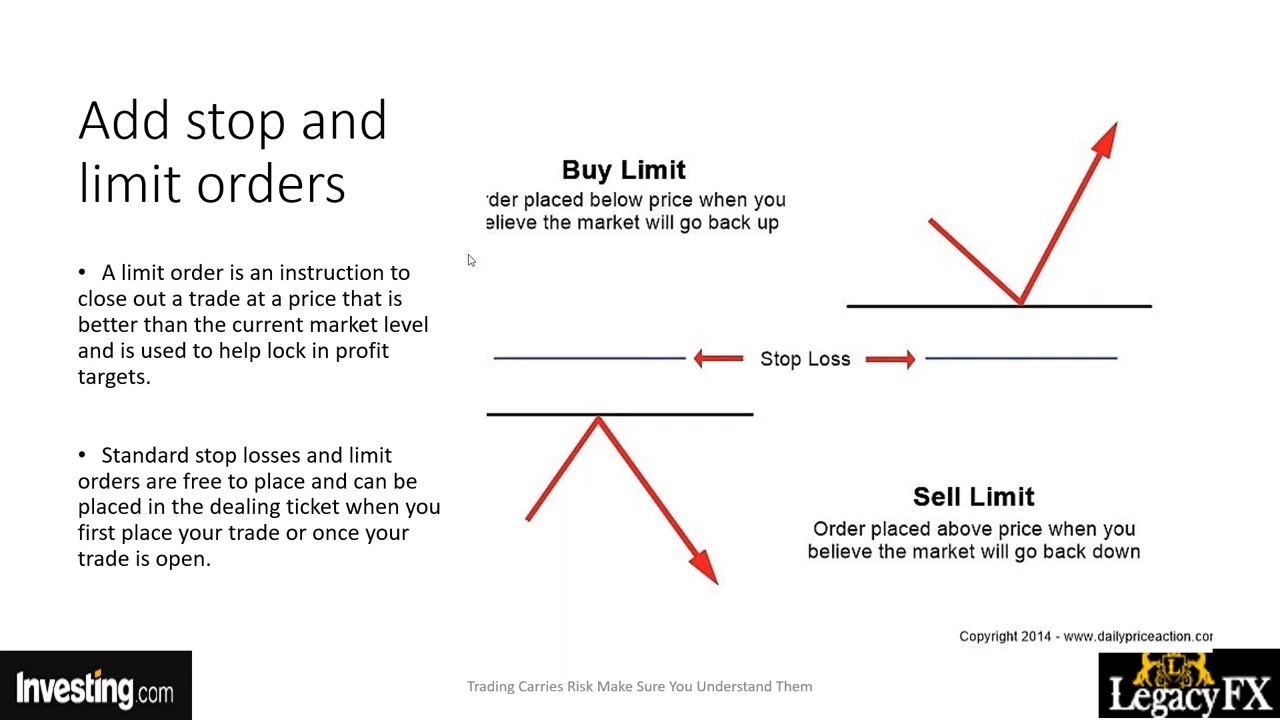 Add stop and
limit orders
• A limit order is an instruction to
close out a trade at a price that is
better than the current market level
and is used to help lock in profit
targets.
• Standard stop losses and limit
orders are free to place and can be
placed in the dealing ticket when you
first place your trade or once your
trade is open.
Buy Limit
rder placed below price when you
elieve the market will go back up
Stop Loss
Sell Limit
Order placed above price when you
believe the market will go back down
Copyright 2014 - www.dailypriceaction.cor
Investing.com
Trading Carries Risk Make Sure You Understand Them
LegacyFX